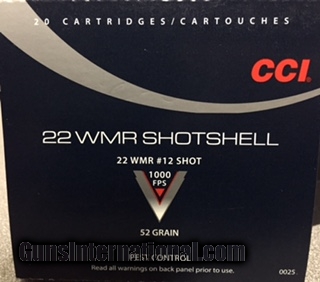 20 CARTRIDGES/CARTOUCHES
CCI
22 WMR SHOTSHELL
22 WMR #12 SHOT
1000
FPS
52 GRAIN
PEST CONTROL
GunsInternational.com
Read all warnings on back panel prior to use.
0025